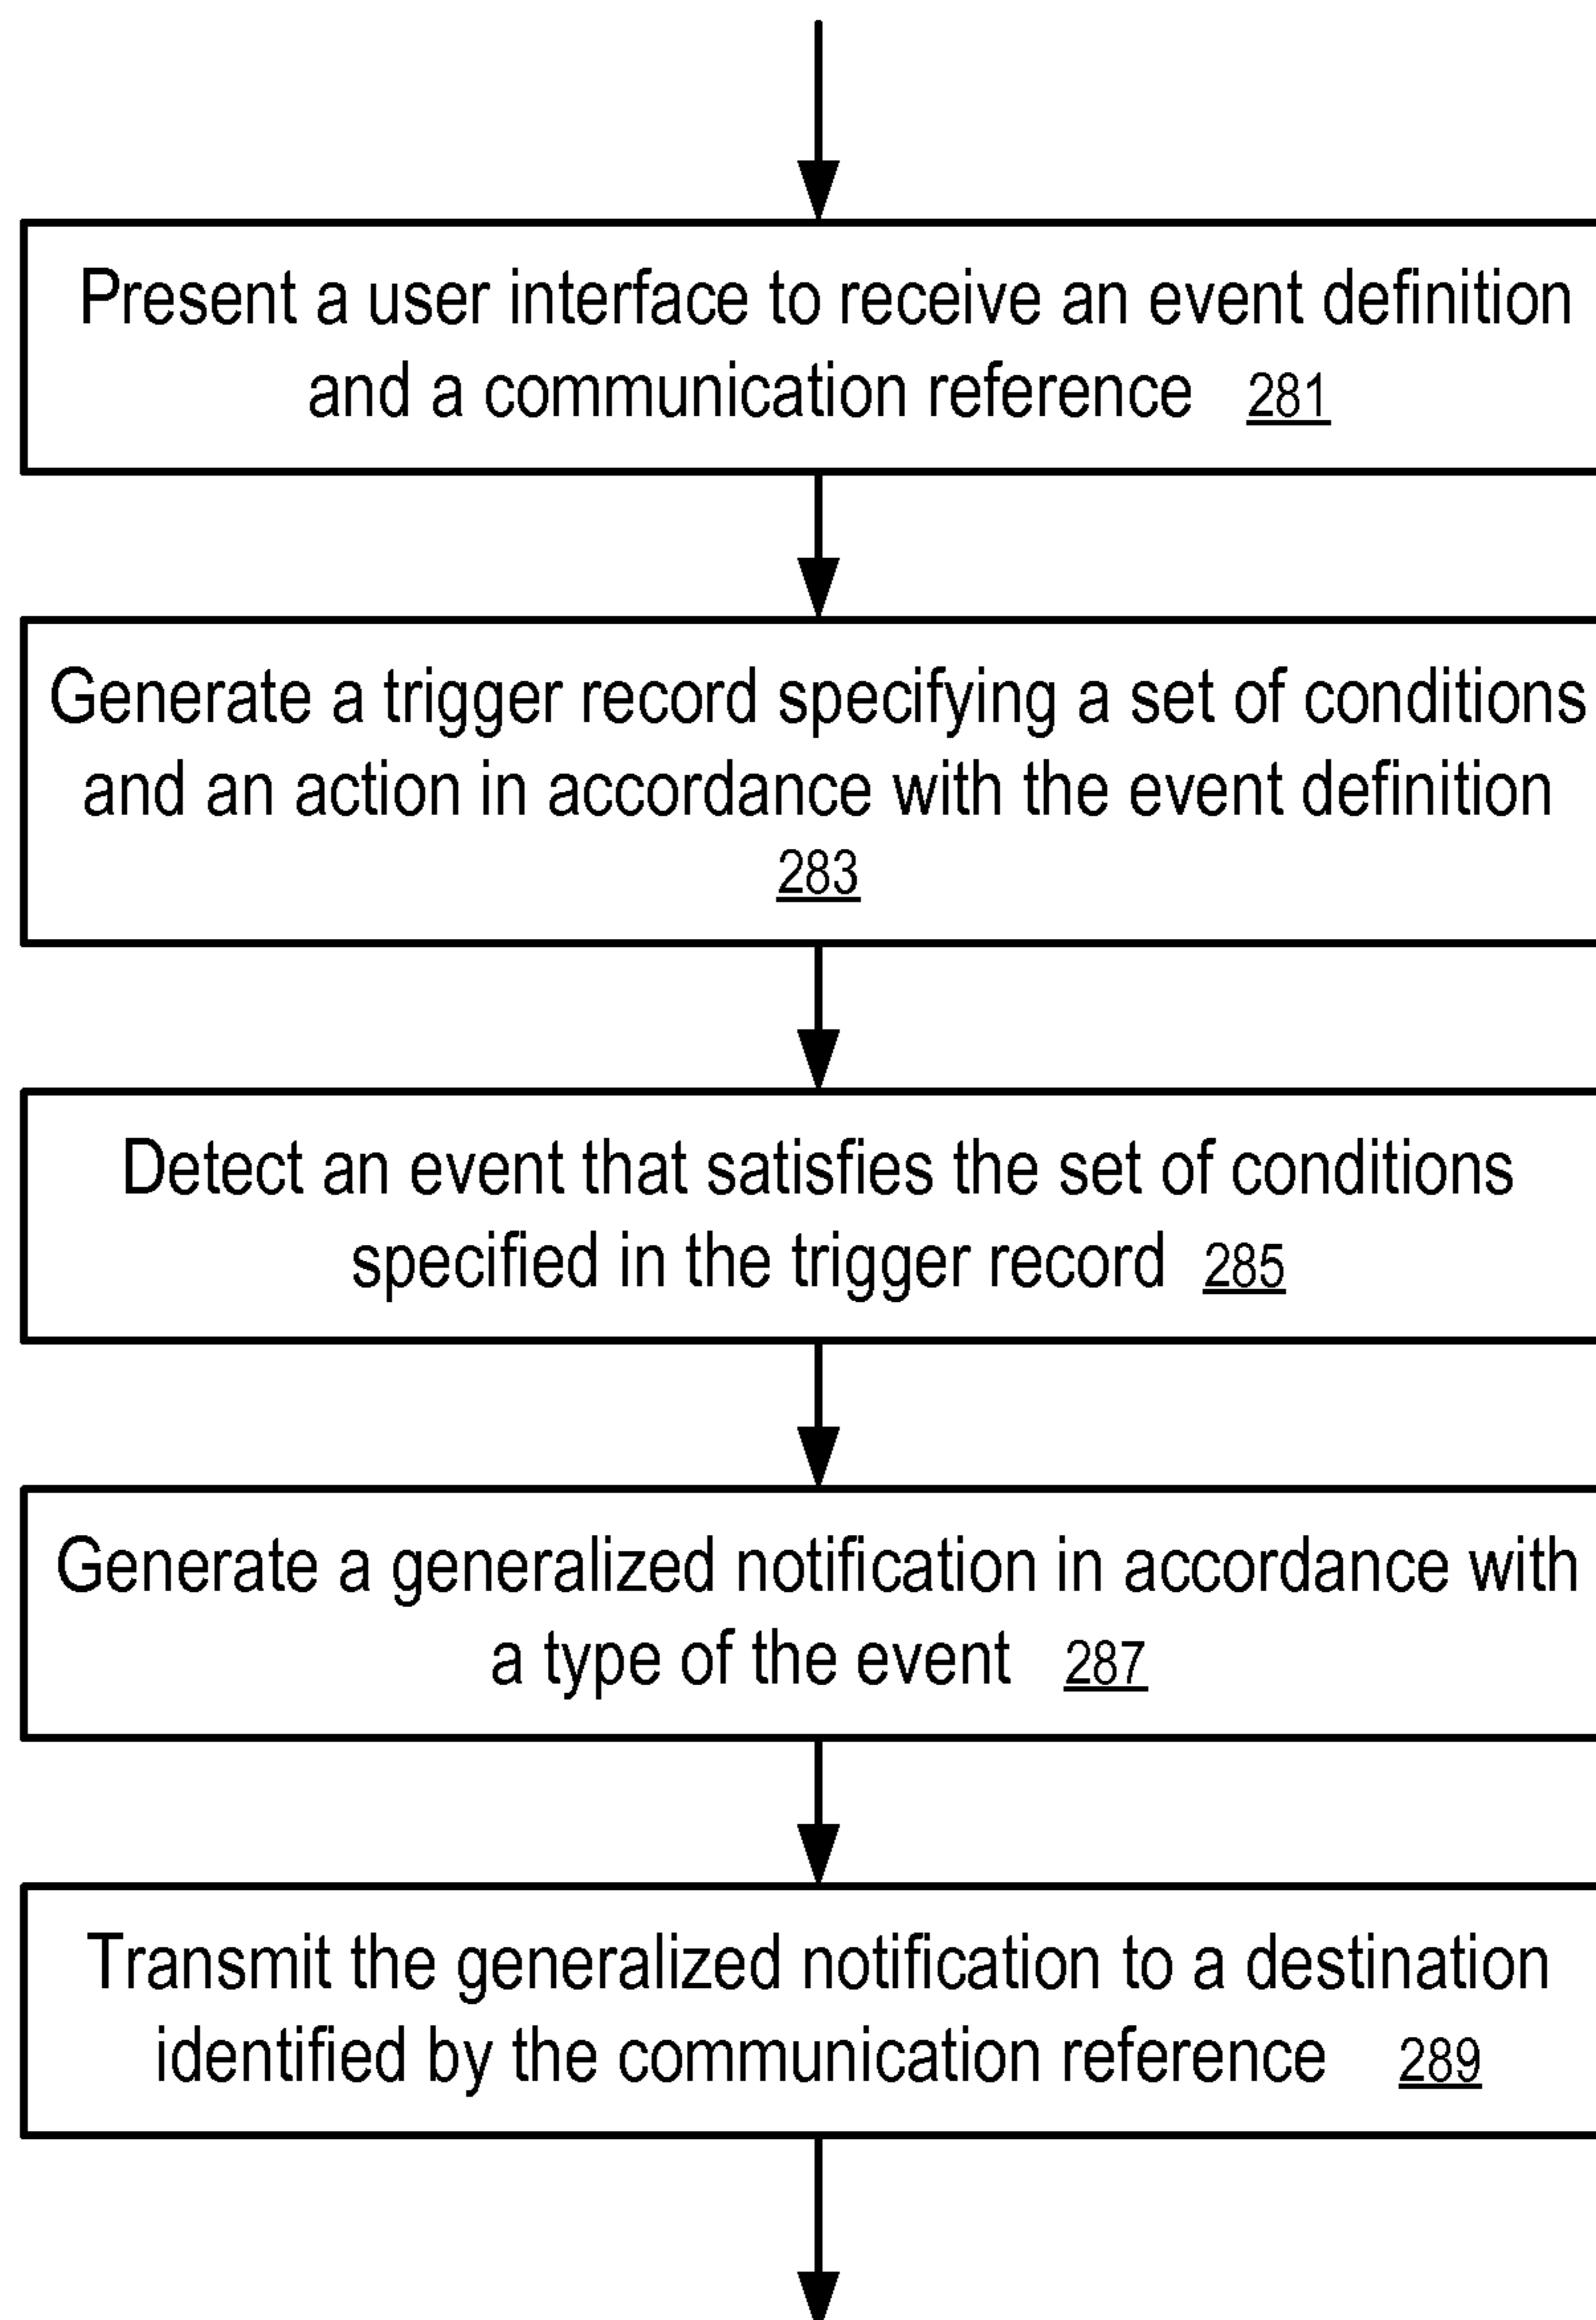 Present a user interface to receive an event definition
and a communication reference 281
Generate a trigger record specifying a set of conditions
and an action in accordance with the event definition
283
Detect an event that satisfies the set of conditions
specified in the trigger record 285
Generate a generalized notification in accordance with
a type of the event 287
Transmit the generalized notification to a destination
identified by the communication reference 289